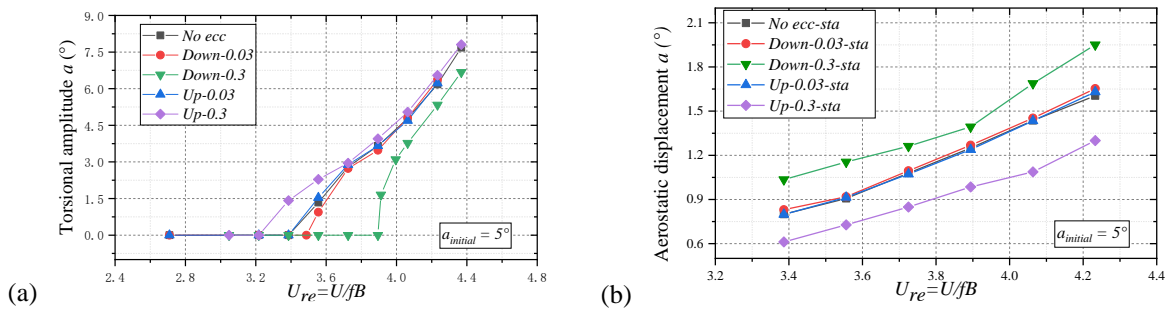 9.0
7.5
6.0
4.5
3.0
1.5
0.0
Torsional amplitude a (°)
No ecc
Down-0.03
Down-0.3
Up-0.03
Up-0.3
a_initial = 5°
2.4 2.8 3.2 3.6 4.0 4.4 4.8
U_re=U/fB
(a)
2.1
1.8
1.5
1.2
0.9
0.6
Aerostatic displacement a (°)
No ecc-sta
Down-0.03-sta
Down-0.3-sta
Up-0.03-sta
Up-0.3-sta
a_initial = 5°
3.2 3.4 3.6 3.8 4.0 4.2 4.4
U_re=U/fB
(b)